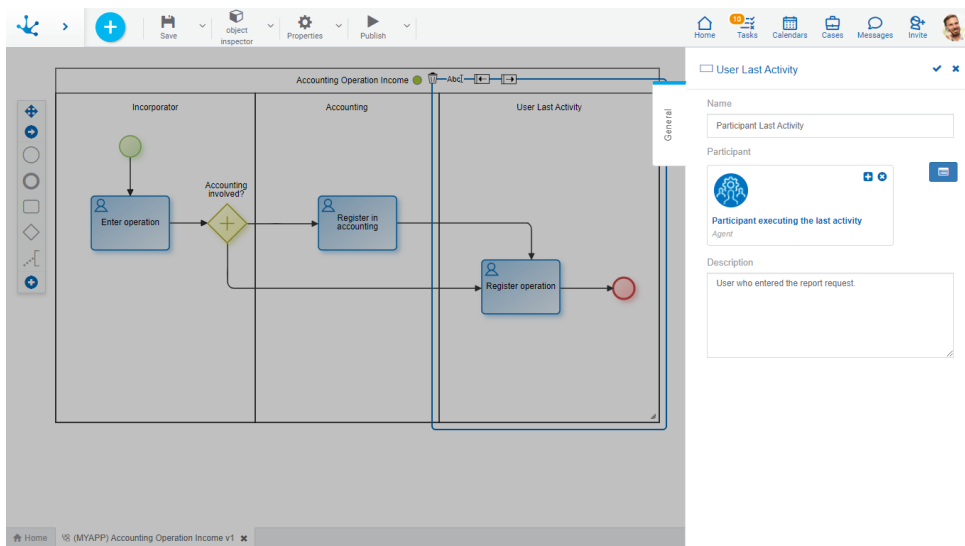 Save
object
inspector
Properties
Publish
Home
10
Tasks
Calendars
Cases
Messages
Invite
Accounting Operation Income
Abc
Incorporator
Accounting
User Last Activity
Enter operation
Accounting
involved?
Register in
accounting
Register operation
General
User Last Activity
Name
Participant Last Activity
Participant
Participant executing the last activity
Agent
Description
User who entered the report request.
Home
(MYAPP) Accounting Operation Income v1